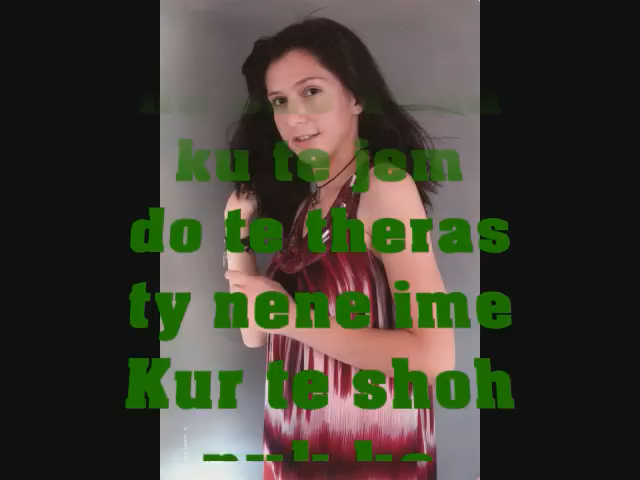 ku te jem
do te theras
ty nene ime
Kur te shoh